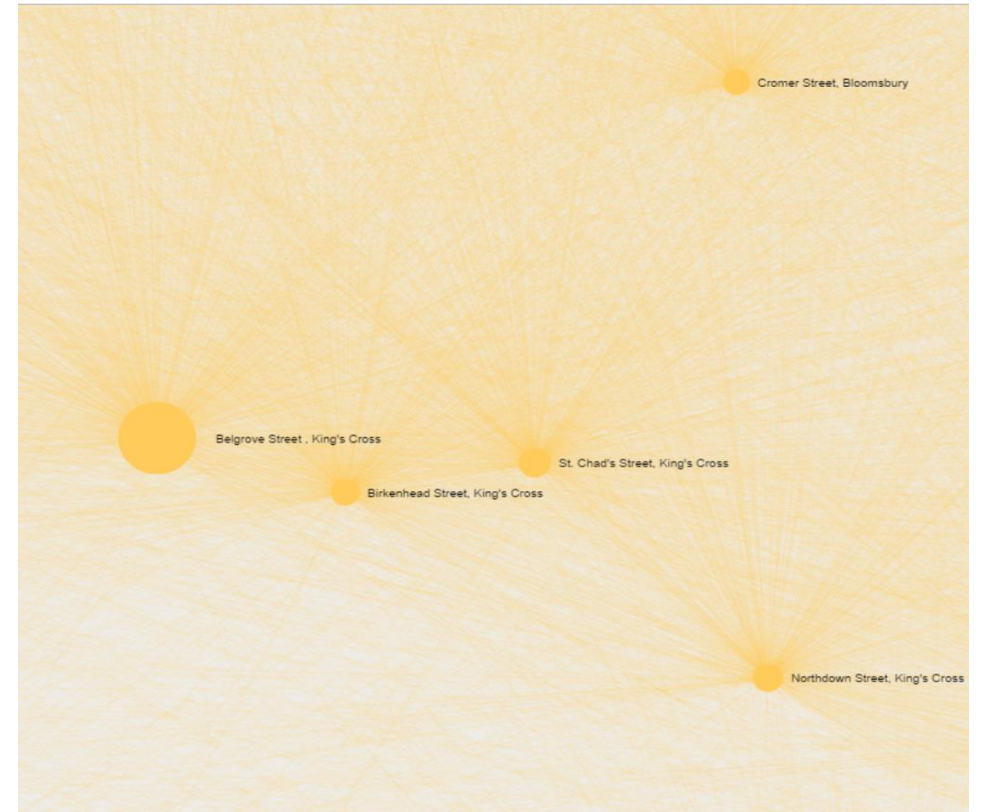 Cromer Street, Bloomsbury
Belgrove Street , King's Cross
St. Chad's Street, King's Cross
Birkenhead Street, King's Cross
Northdown Street, King's Cross